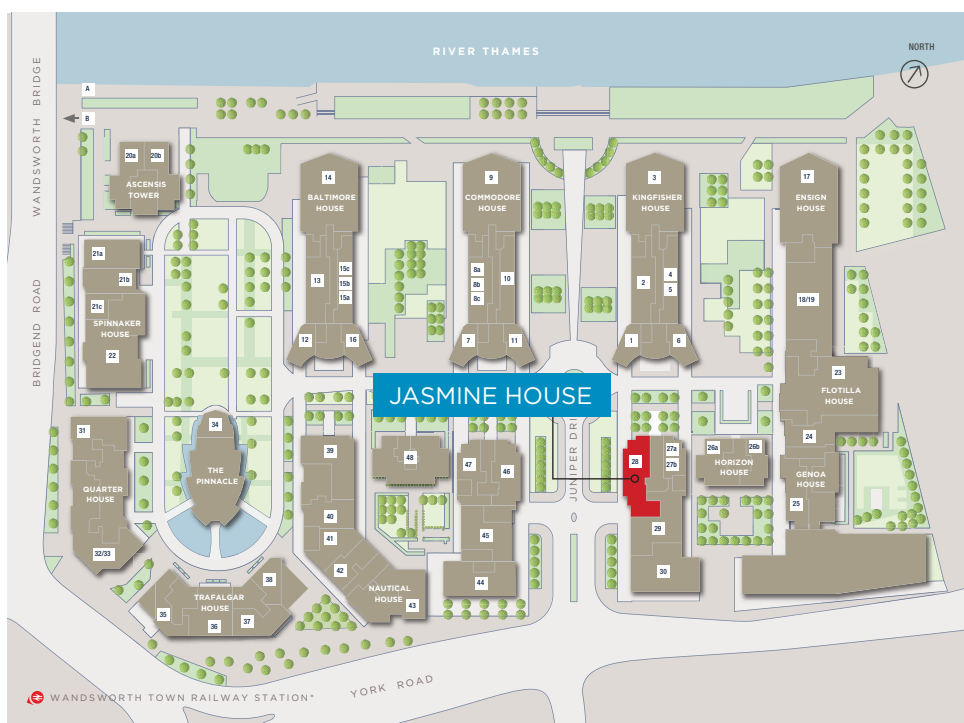 RIVER THAMES
NORTH
WANDSWORTH BRIDGE
A
B
20a
20b
ASCENSIS
TOWER
14
BALTIMORE
HOUSE
9
COMMODORE
HOUSE
3
KINGFISHER
HOUSE
17
ENSIGN
HOUSE
21a
21b
21c
SPINNAKER
HOUSE
22
13
15c
15b
15a
12
16
8a
8b
8c
10
7
11
2
4
5
1
6
18/19
23
FLOTILLA
HOUSE
BRIDGEND ROAD
JASMINE HOUSE
JUNIPER DRI
31
QUARTER
HOUSE
32/33
34
THE
PINNACLE
39
40
41
42
NAUTICAL
HOUSE
43
48
47
46
45
44
28
27a
27b
29
30
26a
26b
HORIZON
HOUSE
24
GENOA
HOUSE
25
38
TRAFALGAR
HOUSE
35
36
37
YORK ROAD
WANDSWORTH TOWN RAILWAY STATION*